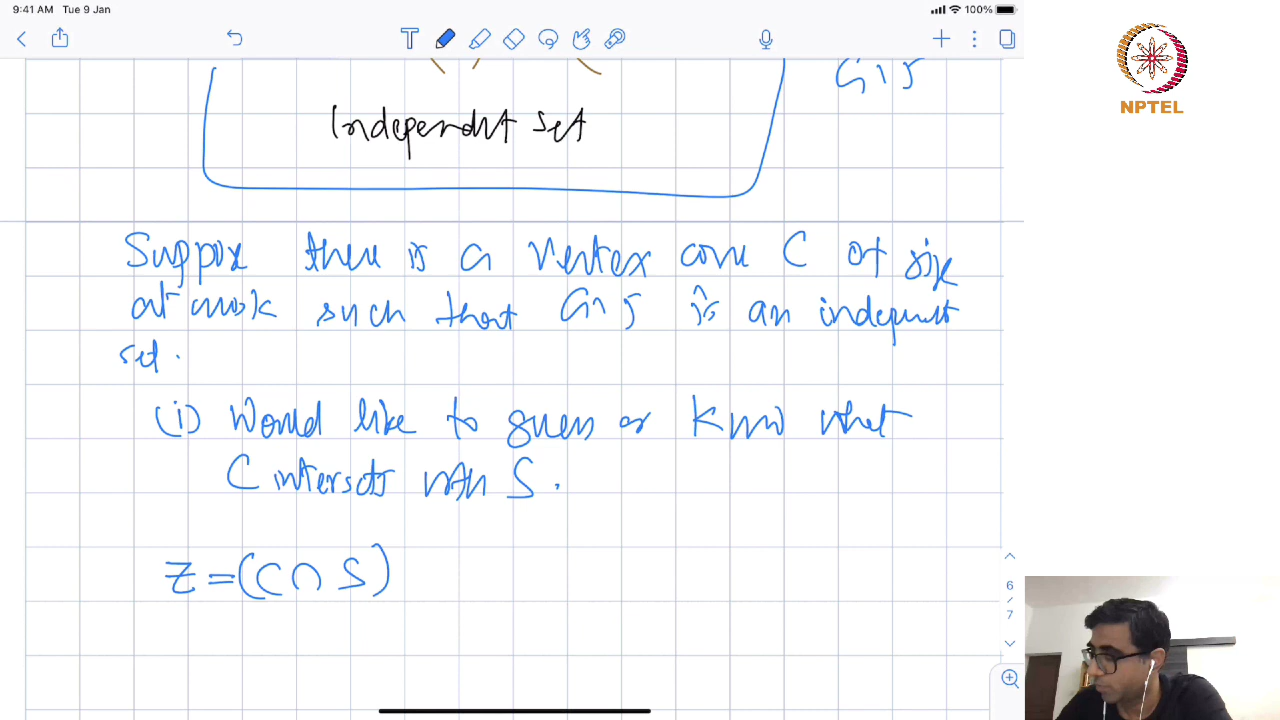 9:41 AM Tue 9 Jan
100%
NPTEL
G \ S
Independent set
Suppose there is a vertex cover C of size
at most such that G \ S is an independent
set.
(i) Would like to guess or know what
C intersects with S.
Z = (C ∩ S)
6
/
7